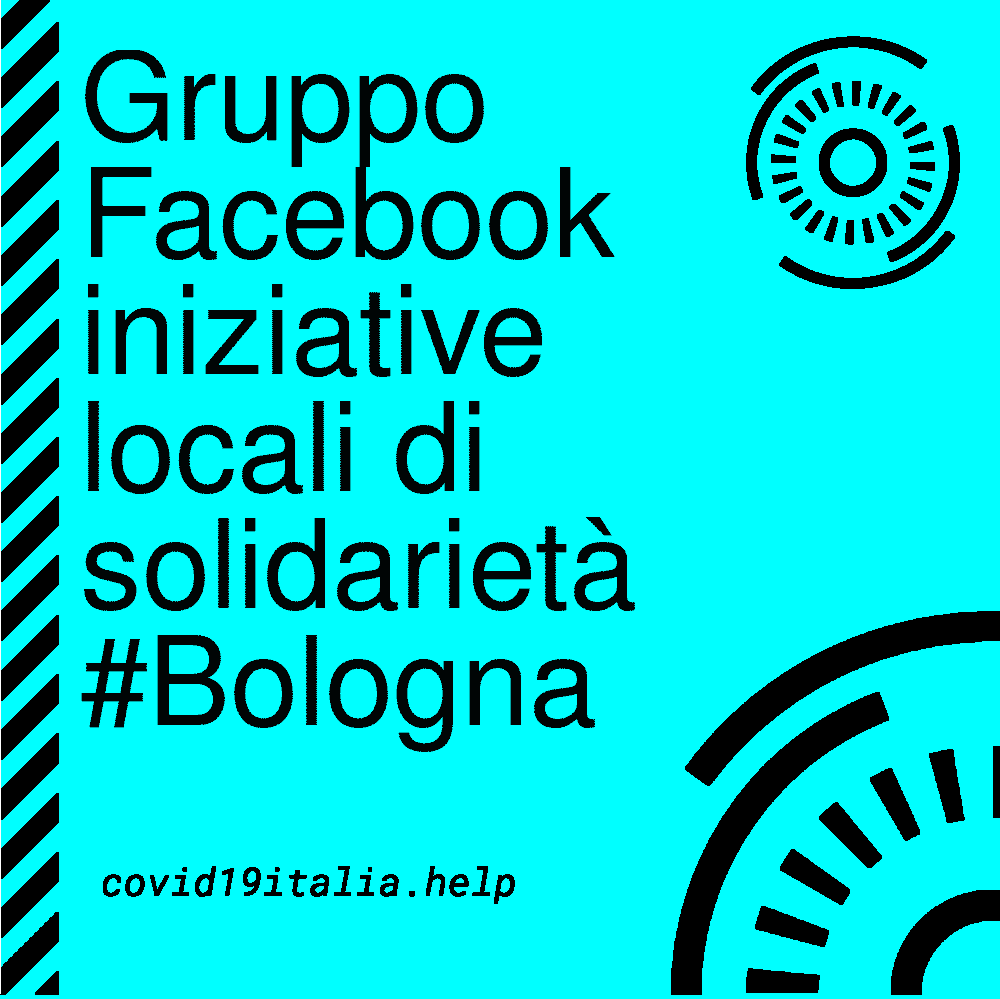 Gruppo
Facebook
iniziative
locali di
solidarietà
#Bologna
covid19italia.help